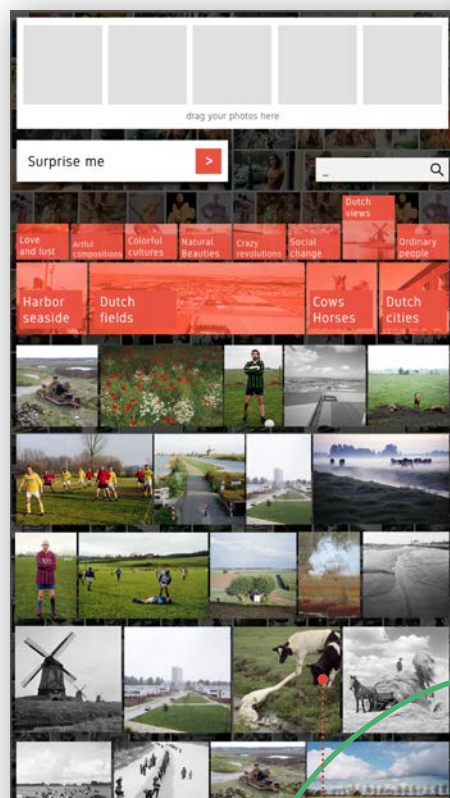 drag your photos here
Surprise me
>
_
Love
and lust
Artful
compositions
Colorful
cultures
Natural
Beauties
Crazy
revolutions
Social
change
Dutch
views
Ordinary
people
Harbor
seaside
Dutch
fields
Cows
Horses
Dutch
cities